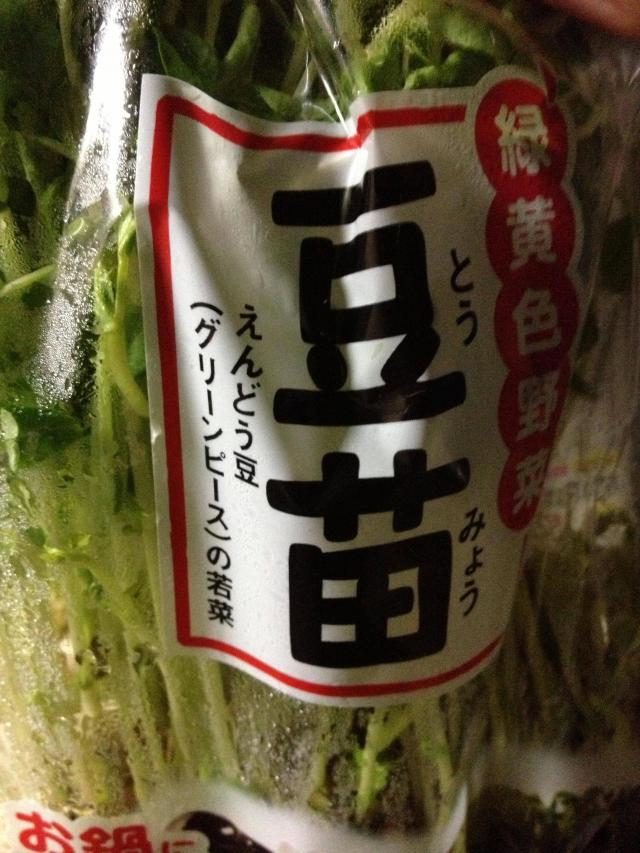 緑黄色野菜
とうみょう
豆苗
えんどう豆
(グリーンピース)の若菜
お鍋に